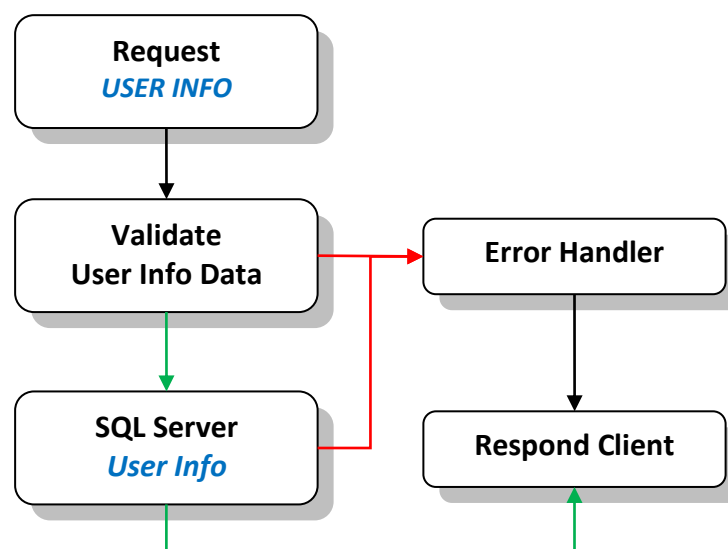 Request
USER INFO
Validate
User Info Data
Error Handler
SQL Server
User Info
Respond Client